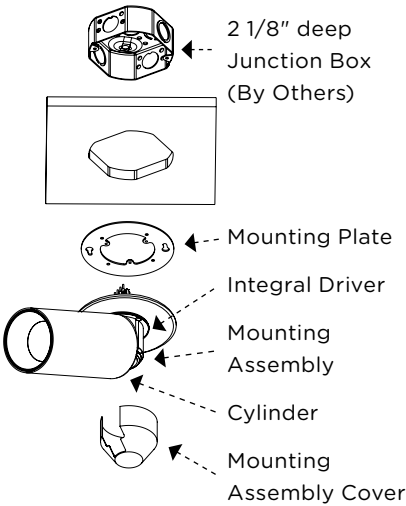 2 1/8" deep
Junction Box
(By Others)
Mounting Plate
Integral Driver
Mounting
Assembly
Cylinder
Mounting
Assembly Cover